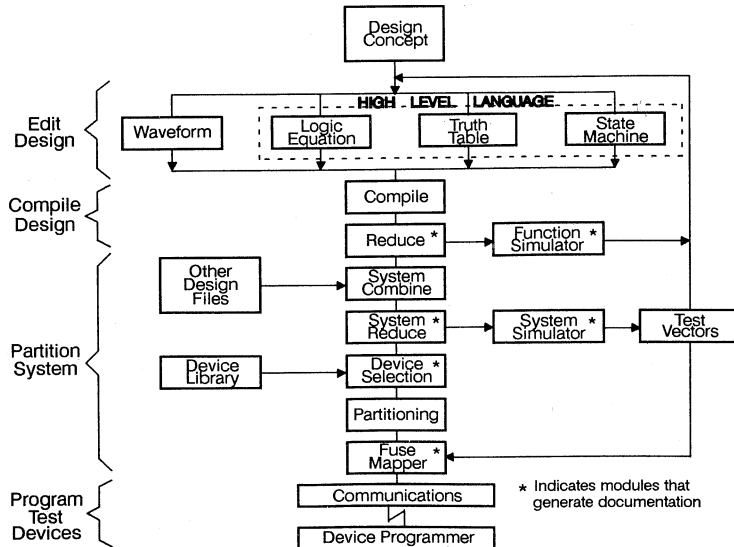 Design
Concept
HIGH LEVEL LANGUAGE
Edit
Design
Waveform
Logic
Equation
Truth
Table
State
Machine
Compile
Design
Compile
Reduce *
Function *
Simulator
Other
Design
Files
System
Combine
System *
Reduce
System *
Simulator
Test
Vectors
Partition
System
Device
Library
Device *
Selection
Partitioning
Fuse *
Mapper
Program
Test
Devices
Communications
* Indicates modules that
generate documentation
Device Programmer